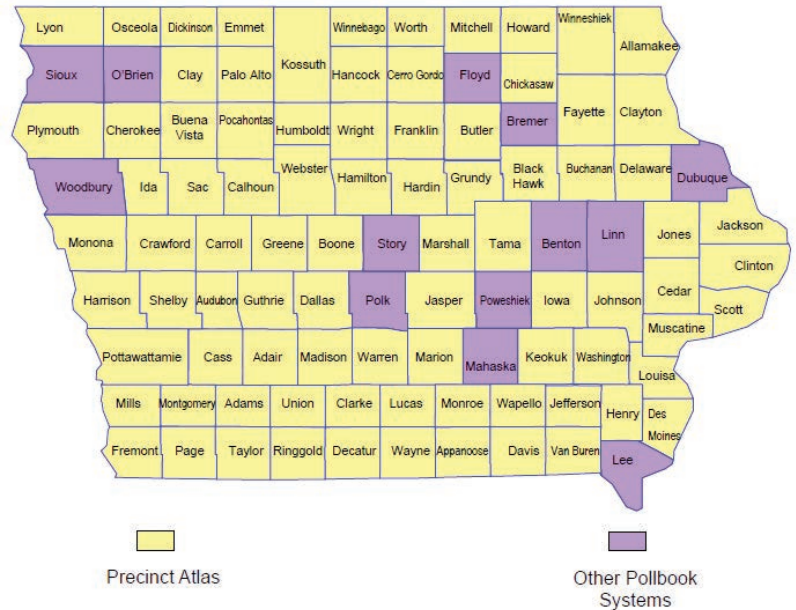 Lyon Osceola Dickinson Emmet Winnebago Worth Mitchell Howard Winneshiek Allamakee
Sioux O'Brien Clay Palo Alto Kossuth Hancock Cerro Gordo Floyd Chickasaw
Plymouth Cherokee Buena Vista Pocahontas Humboldt Wright Franklin Butler Bremer Fayette Clayton
Woodbury Ida Sac Calhoun Webster Hamilton Hardin Grundy Black Hawk Buchanan Delaware Dubuque
Monona Crawford Carroll Greene Boone Story Marshall Tama Benton Linn Jones Jackson
Clinton
Harrison Shelby Audubon Guthrie Dallas Polk Jasper Poweshiek Iowa Johnson Cedar Scott
Muscatine
Pottawattamie Cass Adair Madison Warren Marion Mahaska Keokuk Washington Louisa
Mills Montgomery Adams Union Clarke Lucas Monroe Wapello Jefferson Henry Des Moines
Fremont Page Taylor Ringgold Decatur Wayne Appanoose Davis Van Buren Lee
Precinct Atlas
Other Pollbook
Systems